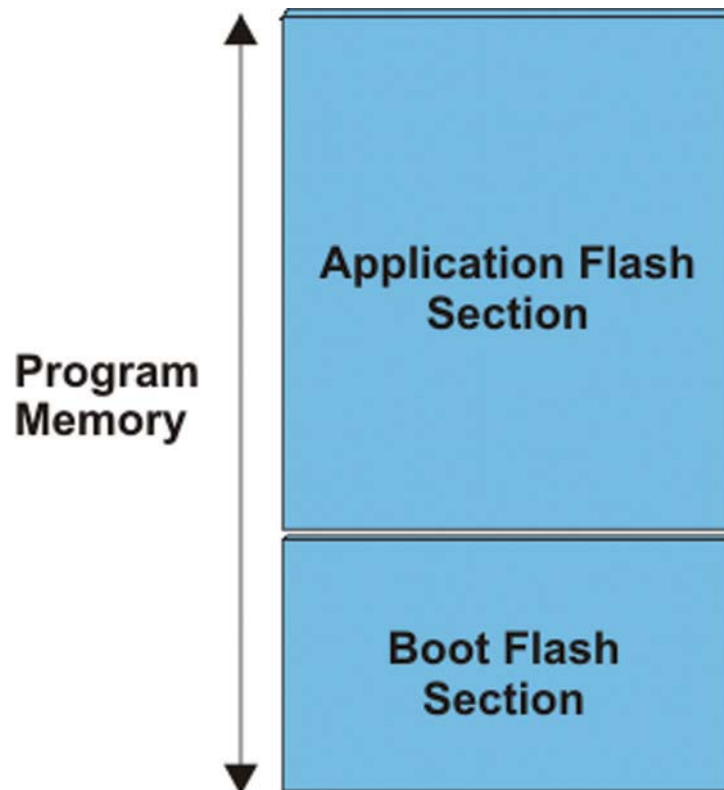 Application Flash
Section
Program
Memory
Boot Flash
Section